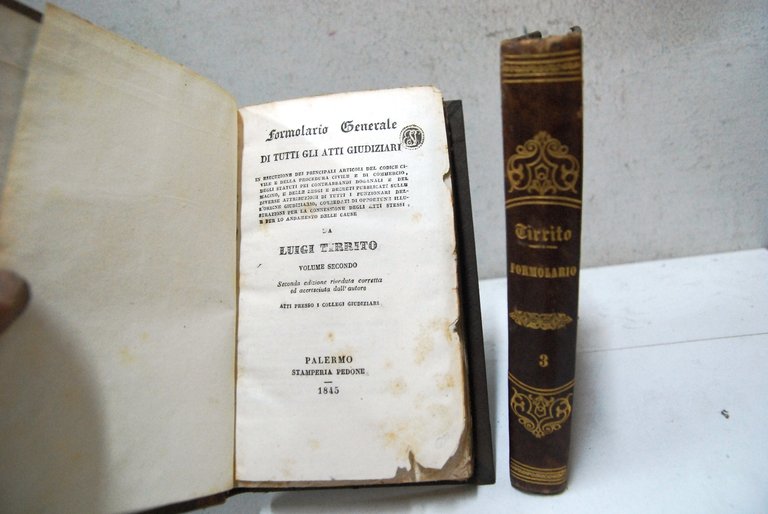 Formolario Generale
DI TUTTI GLI ATTI GIUDIZIARI
IN ESECUZIONE DEI PRINCIPALI ARTICOLI DEL CODICE CI-
VILE E DELLA PROCEDURA CIVILE E DI COMMERCIO,
DEGLI STATUTI PEI CONTRABBANDI DOGANALI E DEL
MACINO, E DELLE LEGGI E DECRETI PUBBLICATI SULLE
DIVERSE ATTRIBUZIONI DI TUTTI I FUNZIONARI DEL-
L'ORDINE GIUDIZIARIO, CORREDATI DI OPPORTUNE ILLU-
STRAZIONI PER LA CONNESSIONE DEGLI ATTI STESSI,
E PER LO ANDAMENTO DELLE CAUSE
DA
LUIGI TIRRITO
VOLUME SECONDO
Seconda edizione riordata corretta
ed accresciuta dall'autore
ATTI PRESSO I COLLEGI GIUDIZIARI
PALERMO
STAMPERIA PEDONE
1845
Tirrito
FORMOLARIO
3